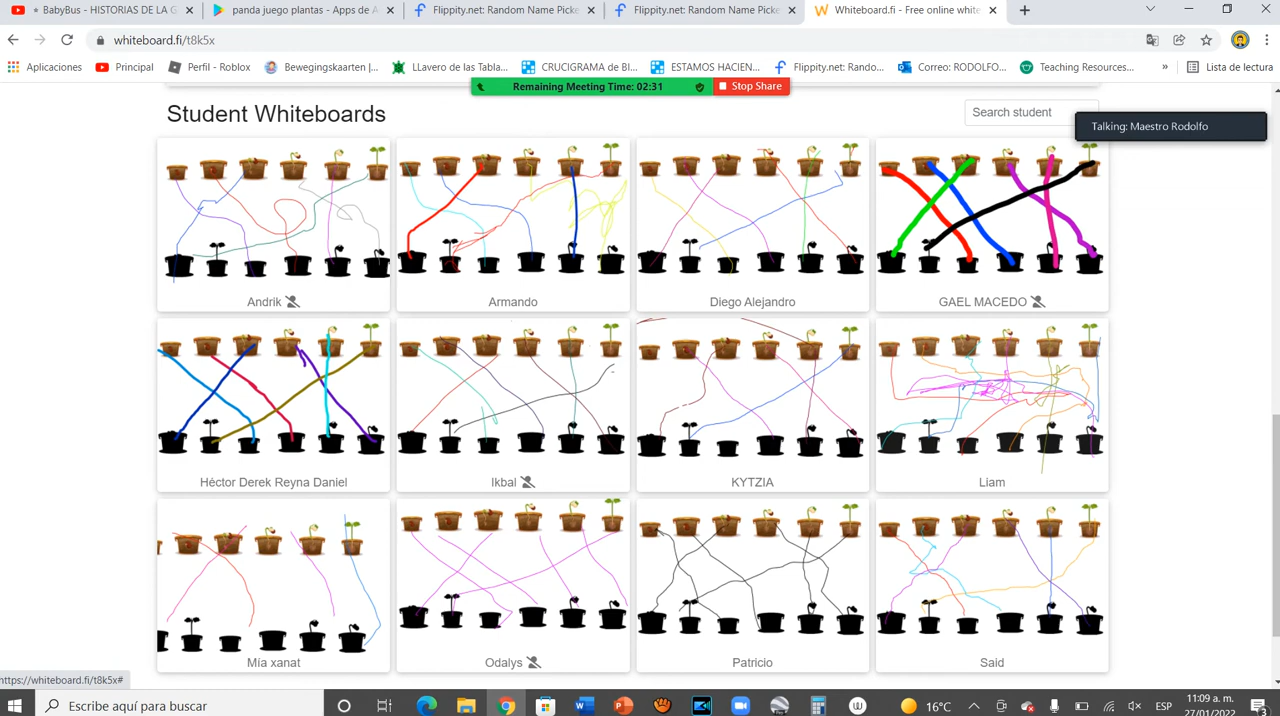 BabyBus - HISTORIAS DE LA G
panda juego plantas - Apps de A
Flippity.net: Random Name Picke
Flippity.net: Random Name Picke
Whiteboard.fi - Free online white
whiteboard.fi/t8k5x
Aplicaciones
Principal
Perfil - Roblox
Bewegingskaarten |...
LLavero de las Tabla...
CRUCIGRAMA de BI...
ESTAMOS HACIEN...
Flippity.net: Rando...
Correo: RODOLFO...
Teaching Resources...
»
Lista de lectura
Remaining Meeting Time: 02:31
Stop Share
Student Whiteboards
Search student
Talking: Maestro Rodolfo
Andrik
Armando
Diego Alejandro
GAEL MACEDO
Hèctor Derek Reyna Daniel
Ikbal
KYTZIA
Liam
Mía xanat
Odalys
Patricio
Said
https://whiteboard.fi/t8k5x#
Escribe aquí para buscar
16°C
ESP
11:09 a. m.
27/01/2022
3